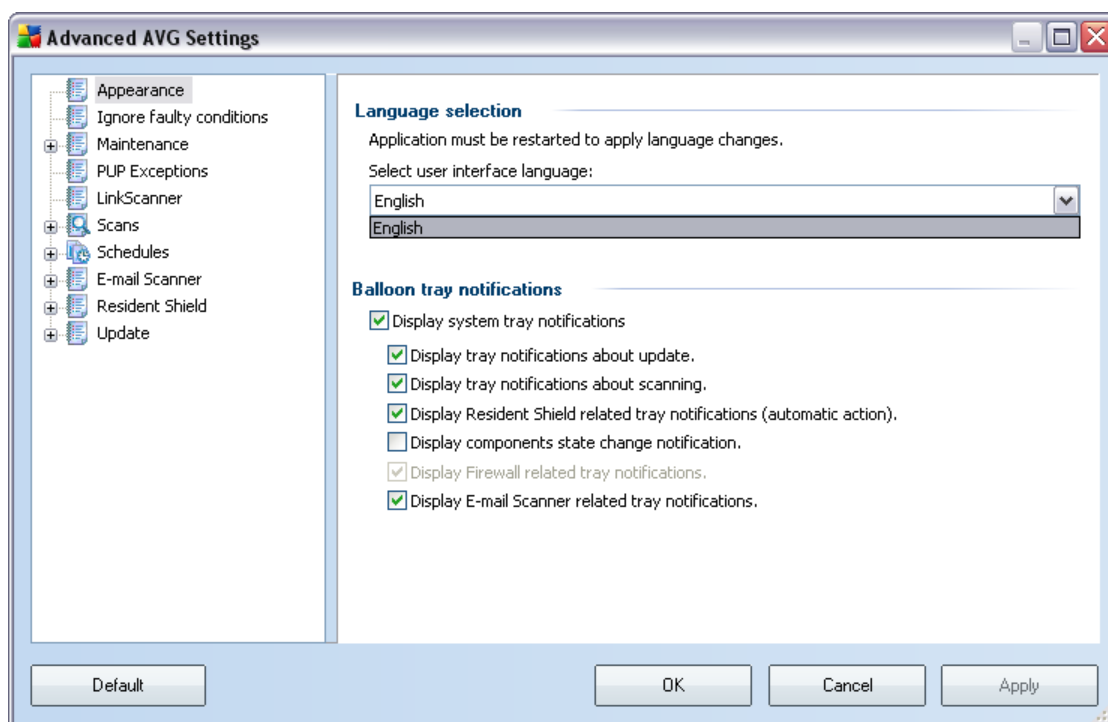 Advanced AVG Settings
Appearance
Ignore faulty conditions
Maintenance
PUP Exceptions
LinkScanner
Scans
Schedules
E-mail Scanner
Resident Shield
Update
Language selection
Application must be restarted to apply language changes.
Select user interface language:
English
English
Balloon tray notifications
Display system tray notifications
Display tray notifications about update.
Display tray notifications about scanning.
Display Resident Shield related tray notifications (automatic action).
Display components state change notification.
Display Firewall related tray notifications.
Display E-mail Scanner related tray notifications.
Default
OK
Cancel
Apply